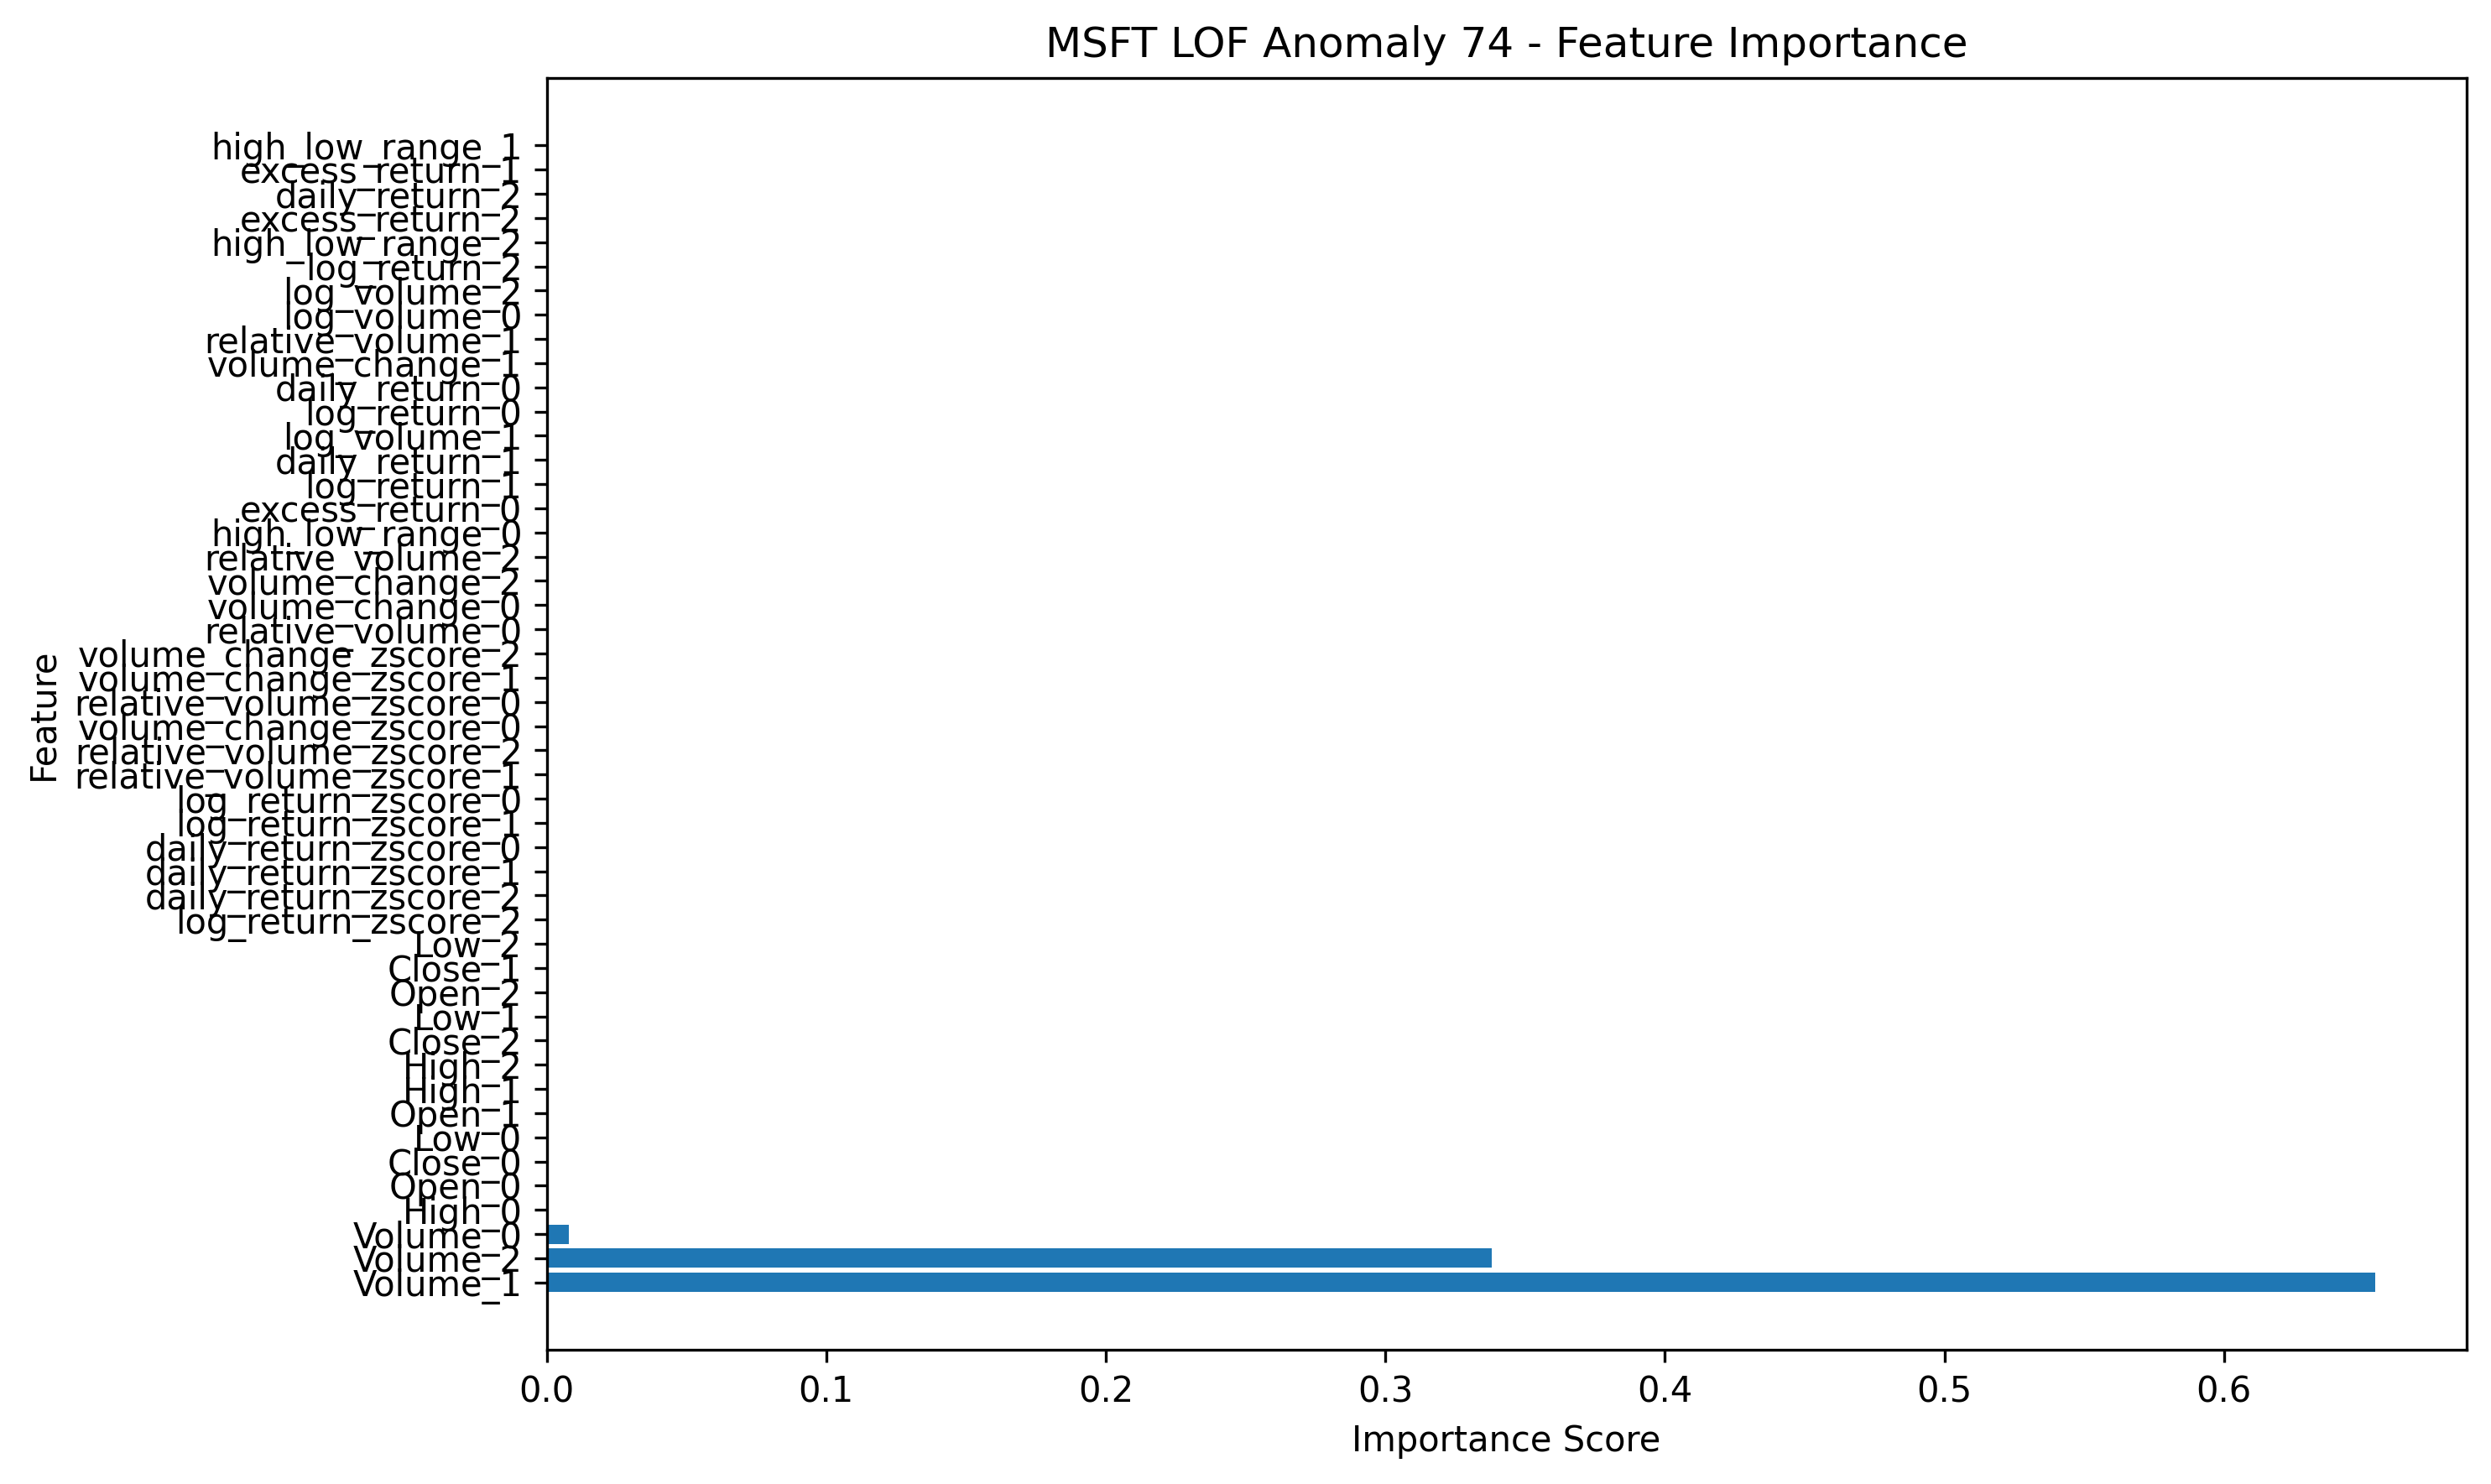 MSFT LOF Anomaly 74 - Feature Importance
high_low_range_1
excess_return_1
daily_return_2
excess_return_2
high_low_range_2
log_return_2
log_volume_2
log_volume_0
relative_volume_1
volume_change_1
daily_return_0
log_return_0
log_volume_1
daily_return_1
log_return_1
excess_return_0
high_low_range_0
relative_volume_2
volume_change_2
volume_change_0
relative_volume_0
volume_change_zscore_2
volume_change_zscore_1
relative_volume_zscore_0
volume_change_zscore_0
relative_volume_zscore_2
relative_volume_zscore_1
log_return_zscore_0
log_return_zscore_1
daily_return_zscore_0
daily_return_zscore_1
daily_return_zscore_2
log_return_zscore_2
Low_2
Close_1
Open_2
Low_1
Close_2
High_2
High_1
Open_1
Low_0
Close_0
Open_0
High_0
Volume_0
Volume_2
Volume_1
Feature
0.0 0.1 0.2 0.3 0.4 0.5 0.6
Importance Score